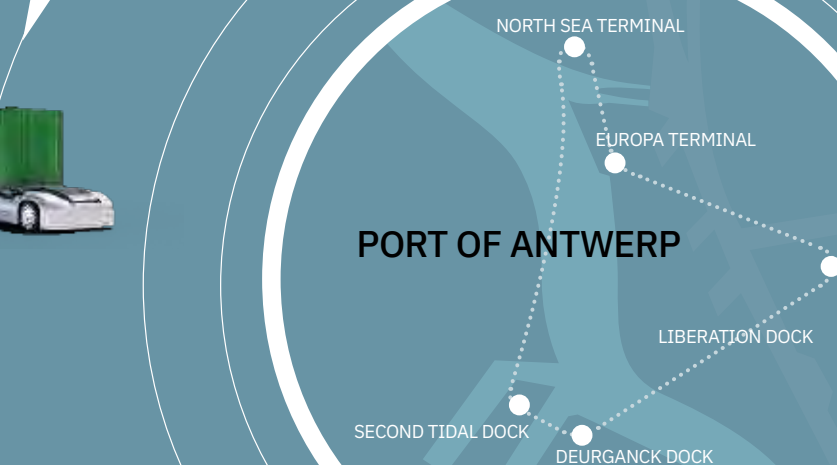 NORTH SEA TERMINAL
EUROPA TERMINAL
PORT OF ANTWERP
LIBERATION DOCK
SECOND TIDAL DOCK
DEURGANCK DOCK